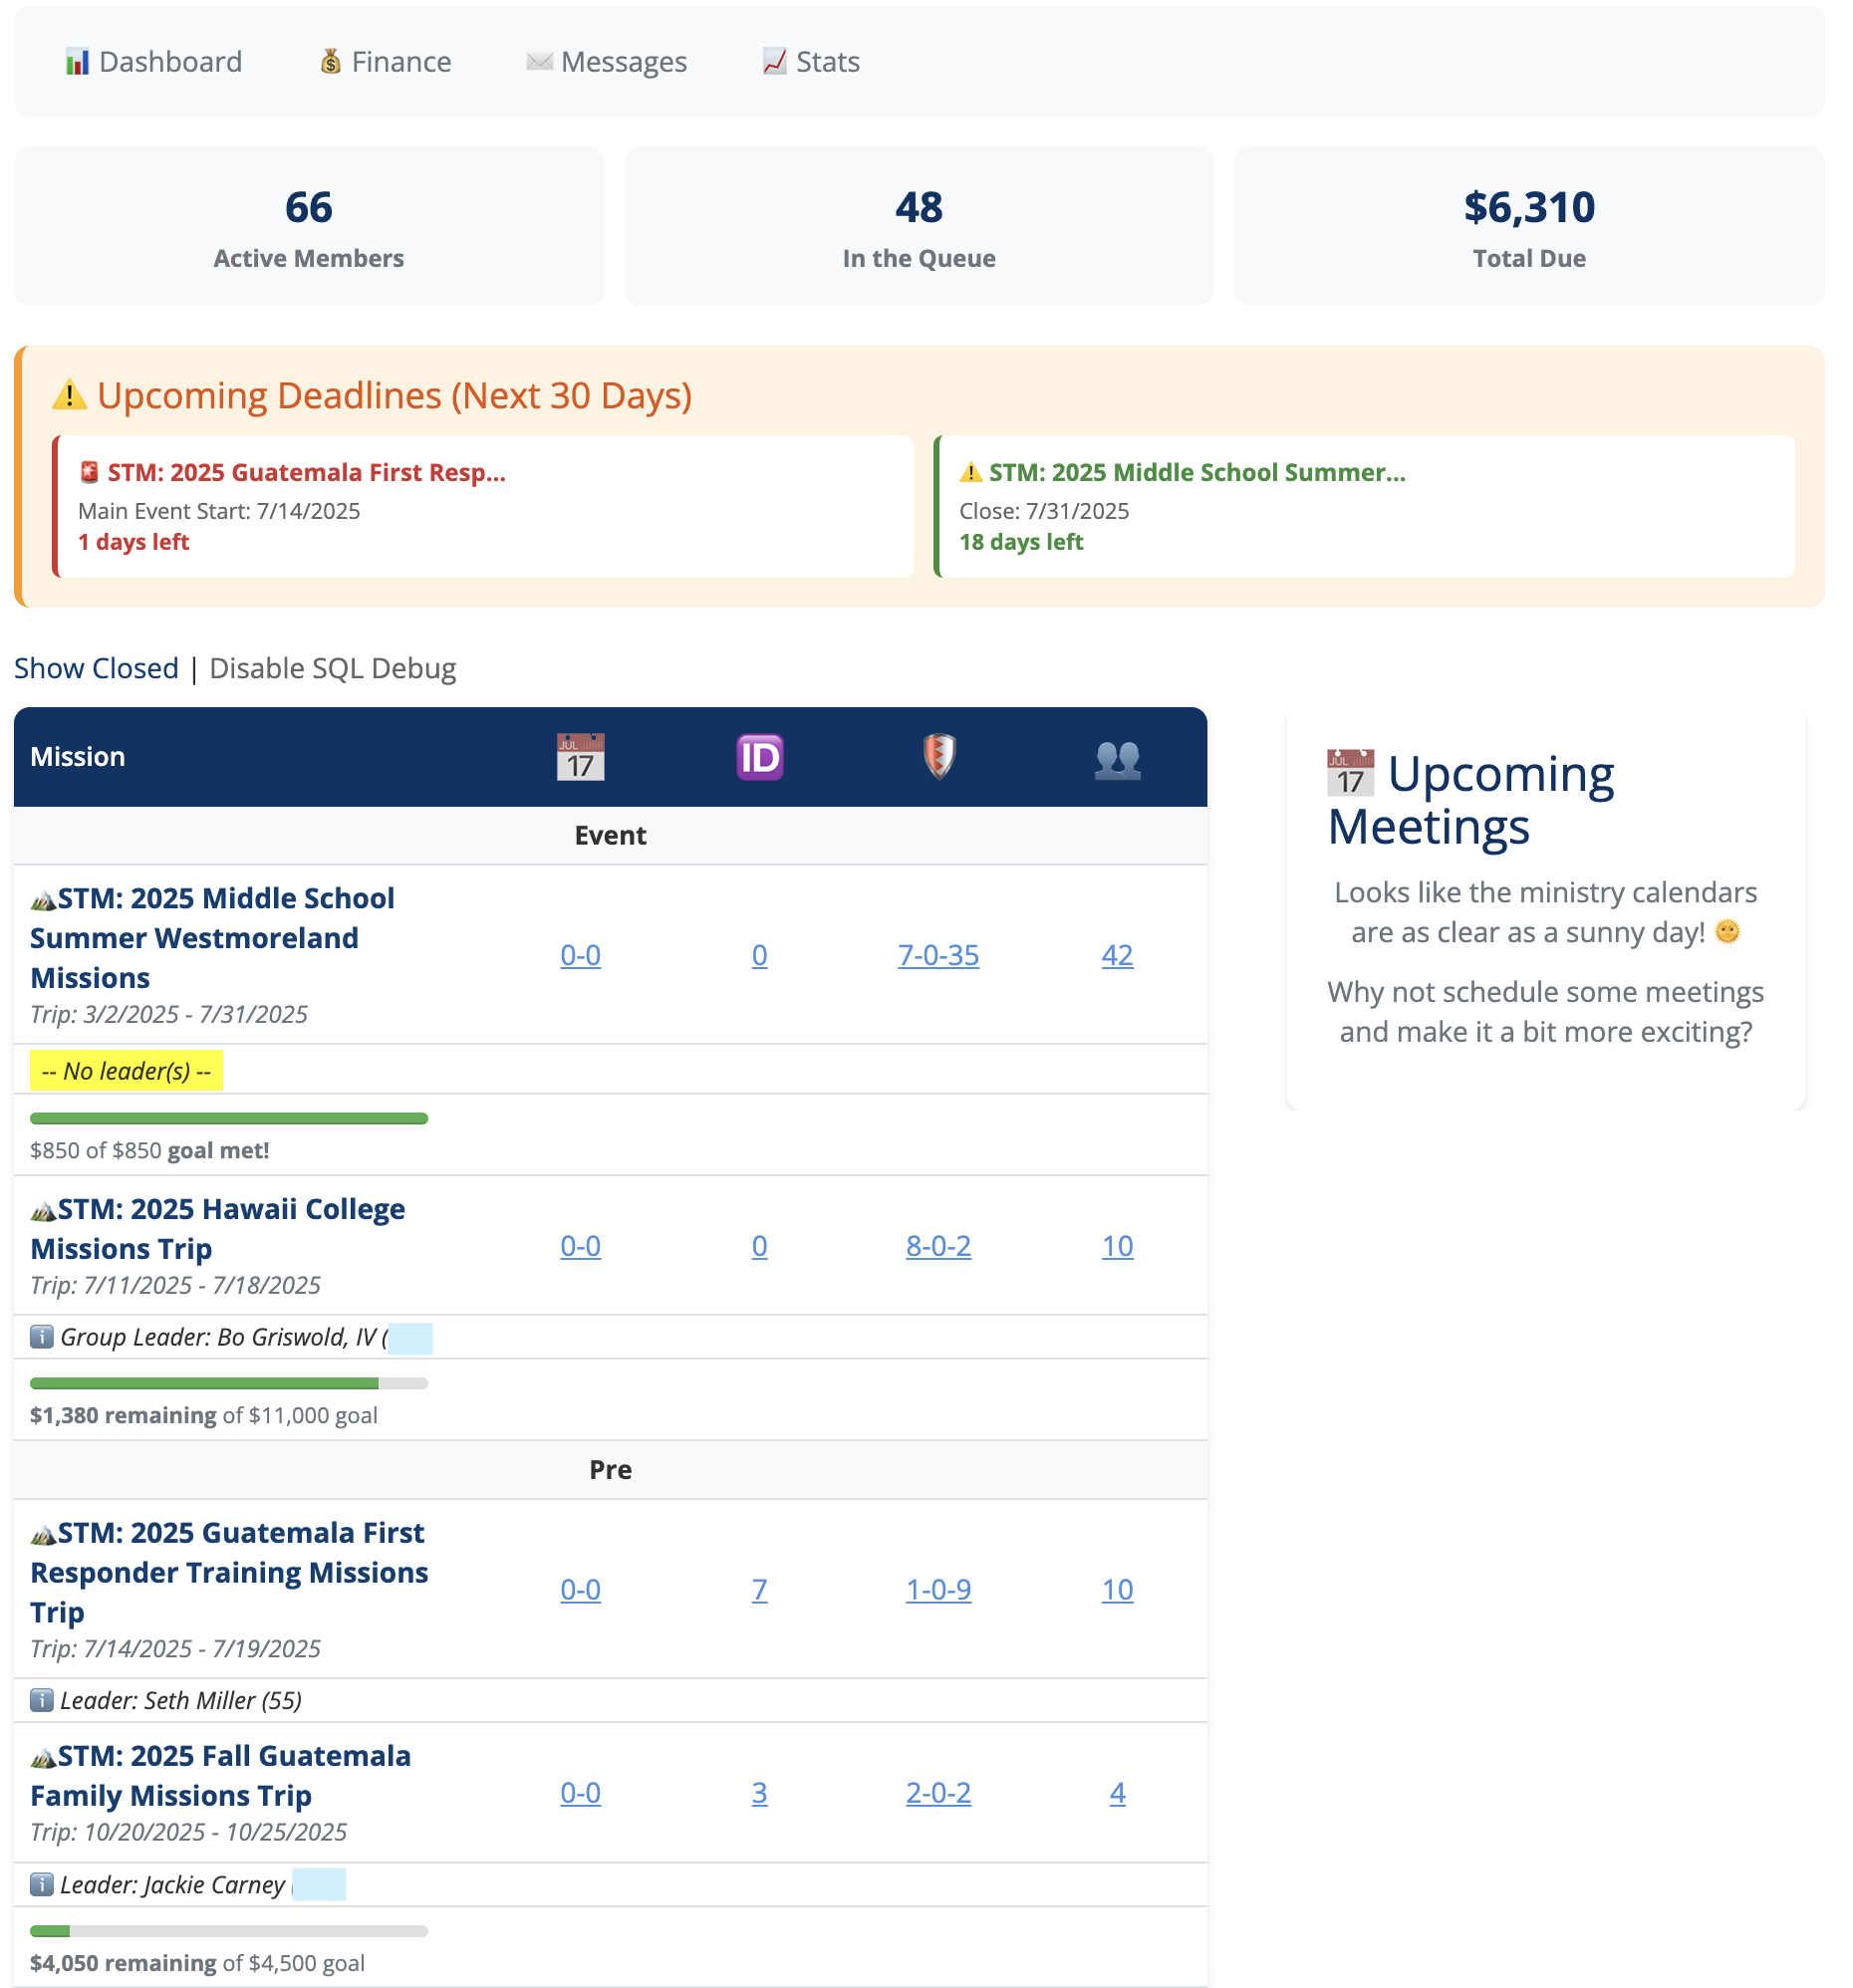 Dashboard Finance Messages Stats
66
Active Members
48
In the Queue
$6,310
Total Due
Upcoming Deadlines (Next 30 Days)
STM: 2025 Guatemala First Resp...
Main Event Start: 7/14/2025
1 days left
STM: 2025 Middle School Summer...
Close: 7/31/2025
18 days left
Show Closed | Disable SQL Debug
Mission JUL 17 ID
Event
STM: 2025 Middle School
Summer Westmoreland
Missions
Trip: 3/2/2025 - 7/31/2025
0-0 0 7-0-35 42
-- No leader(s) --
$850 of $850 goal met!
STM: 2025 Hawaii College
Missions Trip
Trip: 7/11/2025 - 7/18/2025
0-0 0 8-0-2 10
Group Leader: Bo Griswold, IV (
$1,380 remaining of $11,000 goal
Pre
STM: 2025 Guatemala First
Responder Training Missions
Trip
Trip: 7/14/2025 - 7/19/2025
0-0 7 1-0-9 10
Leader: Seth Miller (55)
STM: 2025 Fall Guatemala
Family Missions Trip
Trip: 10/20/2025 - 10/25/2025
0-0 3 2-0-2 4
Leader: Jackie Carney (
$4,050 remaining of $4,500 goal
JUL 17 Upcoming
Meetings
Looks like the ministry calendars
are as clear as a sunny day!
Why not schedule some meetings
and make it a bit more exciting?